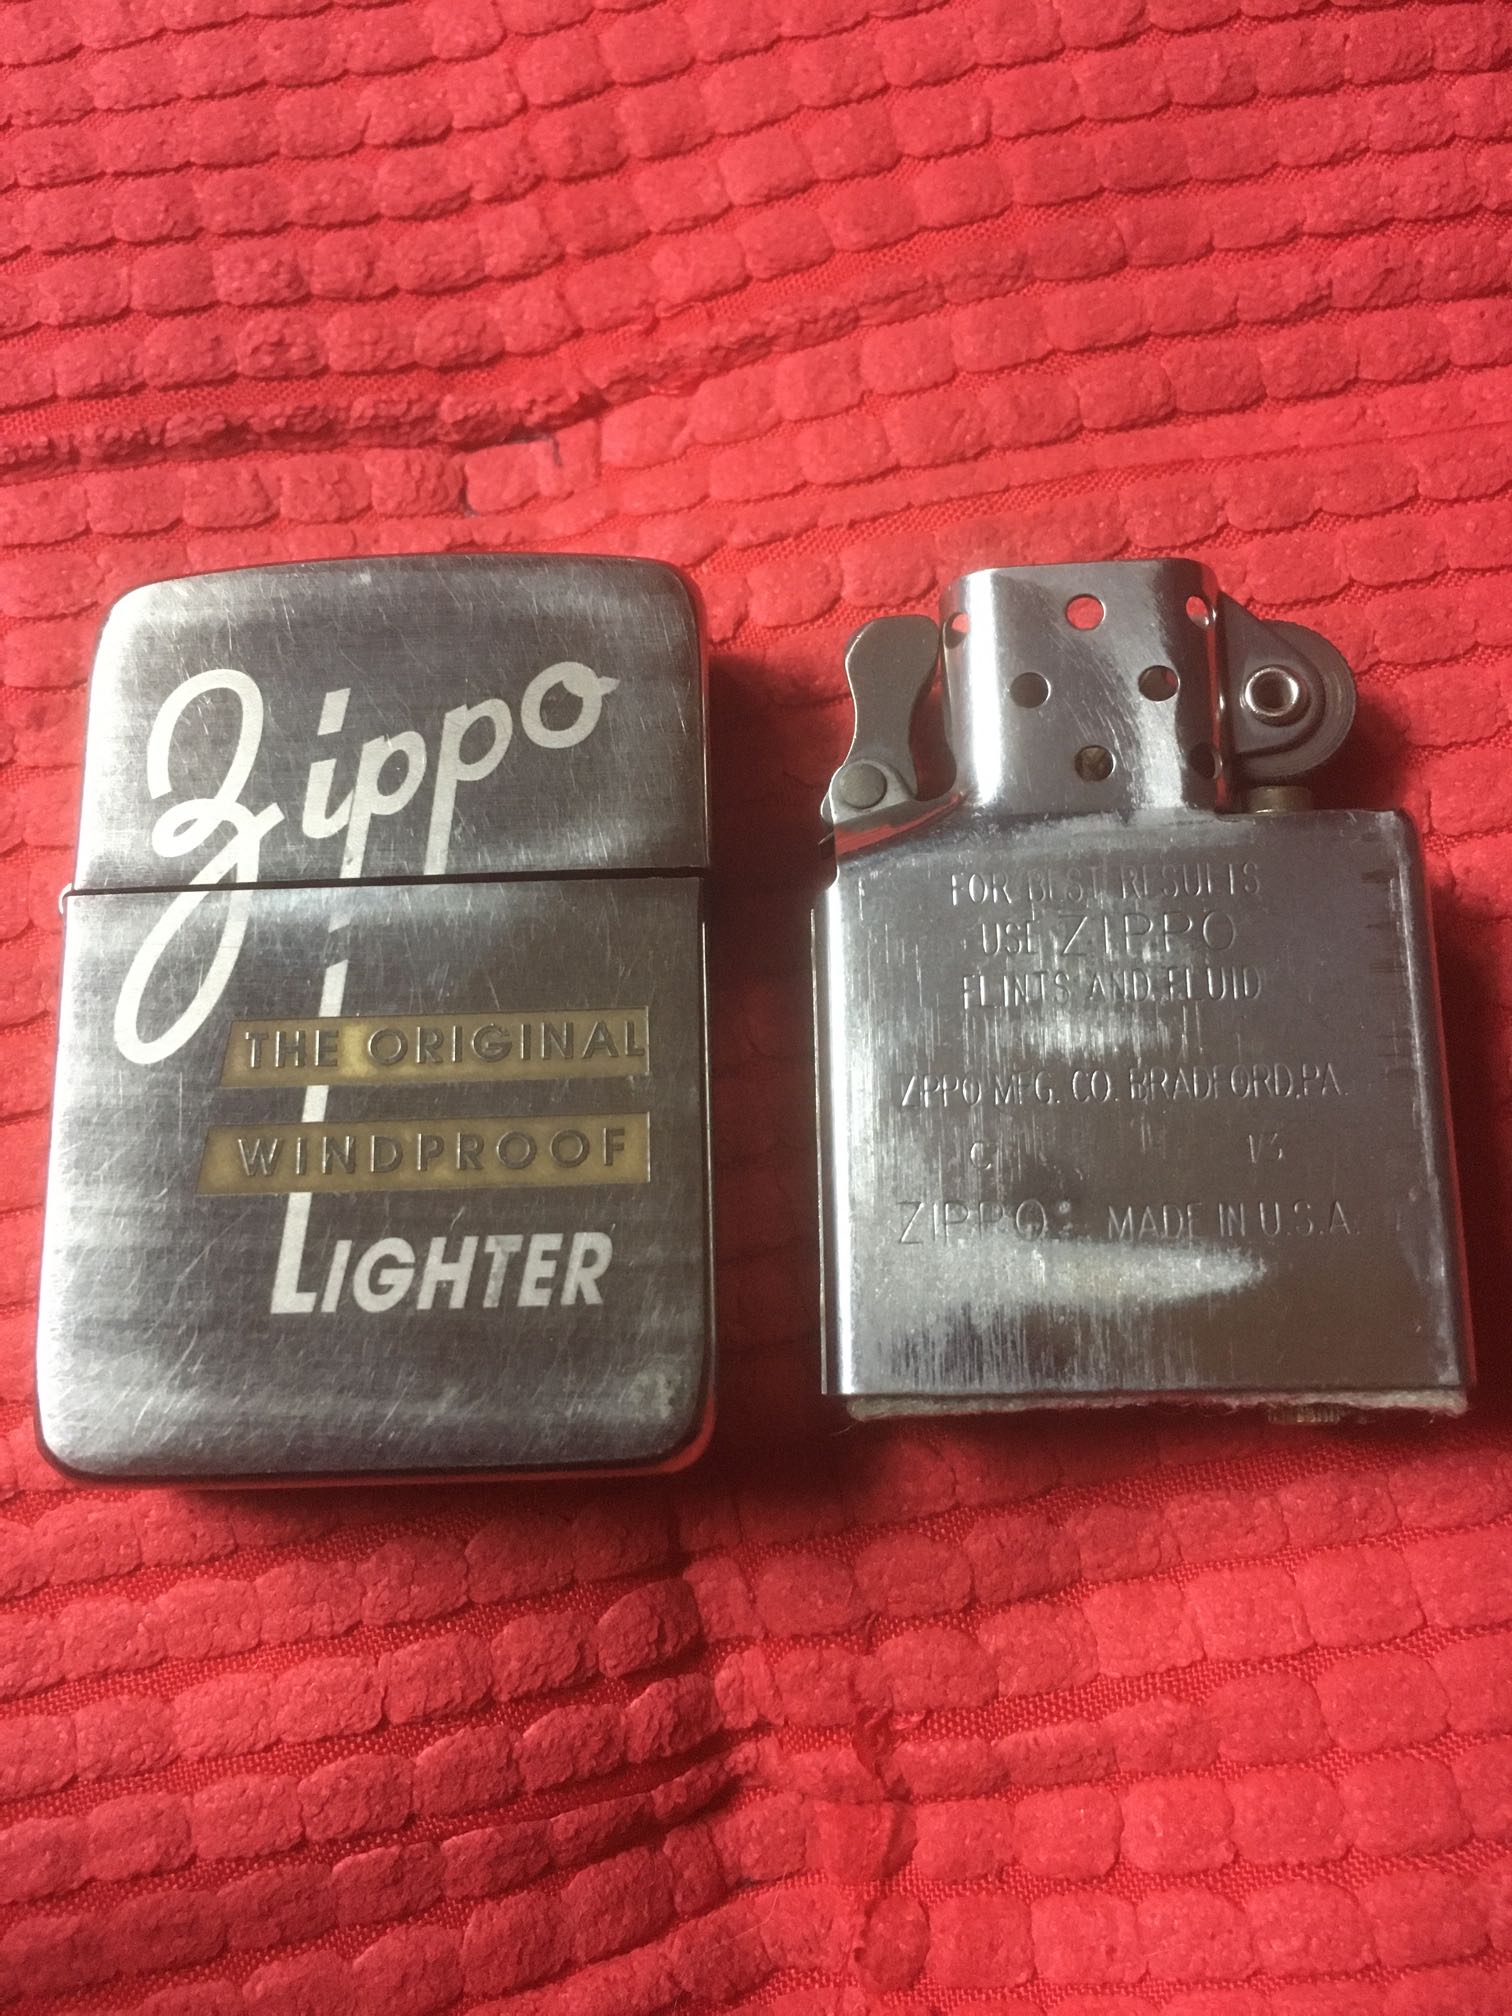 Zippo
THE ORIGINAL
WINDPROOF
LIGHTER
FOR BEST RESULTS
USE ZIPPO
FLINTS AND FLUID
ZIPPO MFG. CO. BRADFORD, PA.
C
ZIPPO® MADE IN U.S.A.